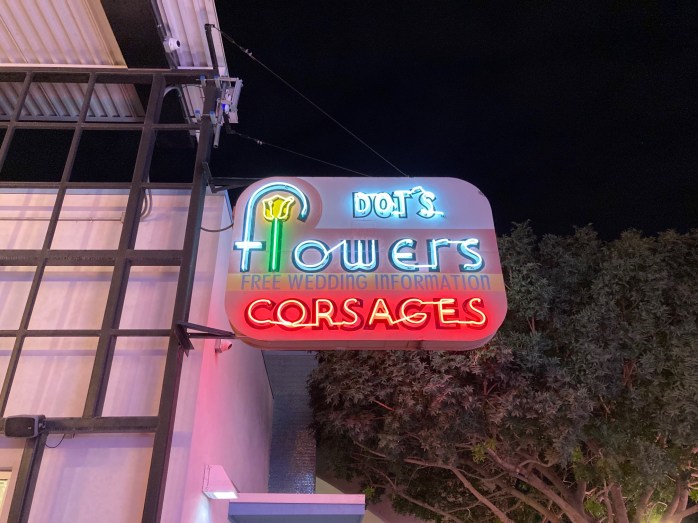 DOT'S
flowers
FREE WEDDING INFORMATION
CORSAGES